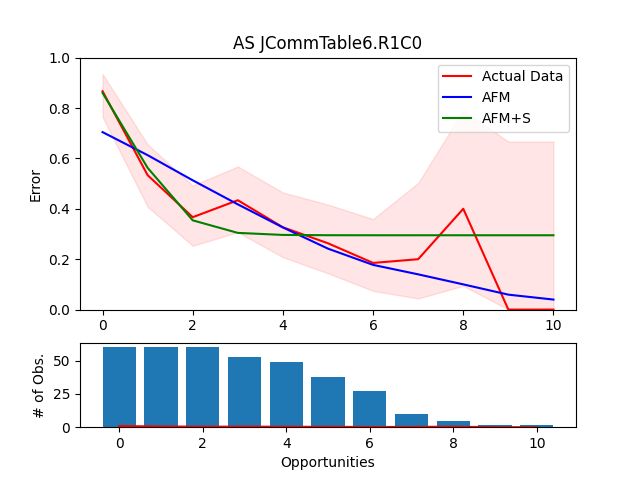 AS JCommTable6.R1C0
1.0
0.8
0.6
0.4
0.2
0.0
Error
Actual Data
AFM
AFM+S
0 2 4 6 8 10
50
25
0
# of Obs.
0 2 4 6 8 10
Opportunities